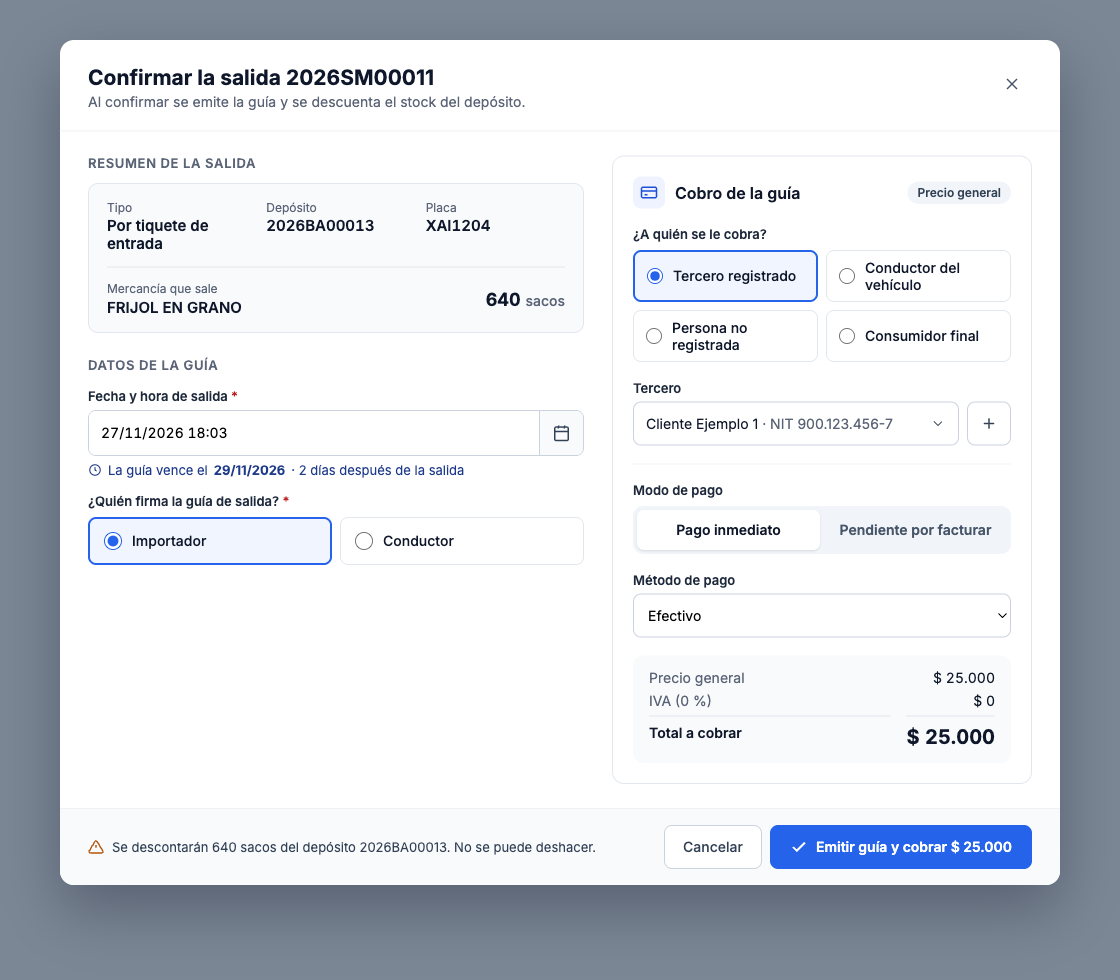 Confirmar la salida 2026SM00011
Al confirmar se emite la guía y se descuenta el stock del depósito.
RESUMEN DE LA SALIDA
Tipo
Por tiquete de
entrada
Depósito
2026BA00013
Placa
XAI1204
Mercancía que sale
FRIJOL EN GRANO
640 sacos
DATOS DE LA GUÍA
Fecha y hora de salida *
27/11/2026 18:03
La guía vence el 29/11/2026 · 2 días después de la salida
¿Quién firma la guía de salida? *
Importador
Conductor
Cobro de la guía
Precio general
¿A quién se le cobra?
Tercero registrado
Conductor del
vehículo
Persona no
registrada
Consumidor final
Tercero
Cliente Ejemplo 1 · NIT 900.123.456-7
Modo de pago
Pago inmediato
Pendiente por facturar
Método de pago
Efectivo
Precio general $ 25.000
IVA (0 %) $ 0
Total a cobrar $ 25.000
Se descontarán 640 sacos del depósito 2026BA00013. No se puede deshacer.
Cancelar
Emitir guía y cobrar $ 25.000